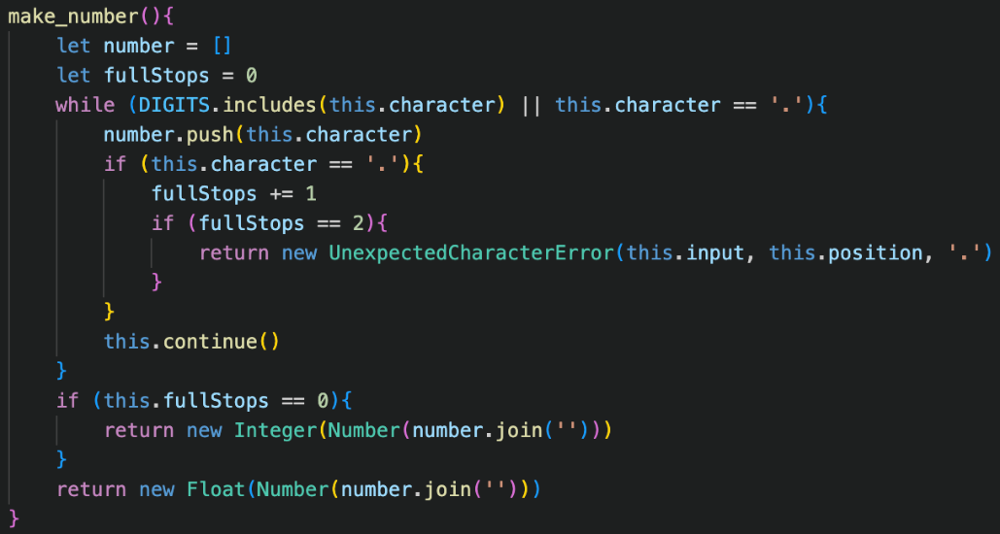 make_number(){
    let number = []
    let fullStops = 0
    while (DIGITS.includes(this.character) || this.character == '.'){
        number.push(this.character)
        if (this.character == '.'){
            fullStops += 1
            if (fullStops == 2){
                return new UnexpectedCharacterError(this.input, this.position, '.')
            }
        }
        this.continue()
    }
    if (this.fullStops == 0){
        return new Integer(Number(number.join('')))
    }
    return new Float(Number(number.join('')))
}